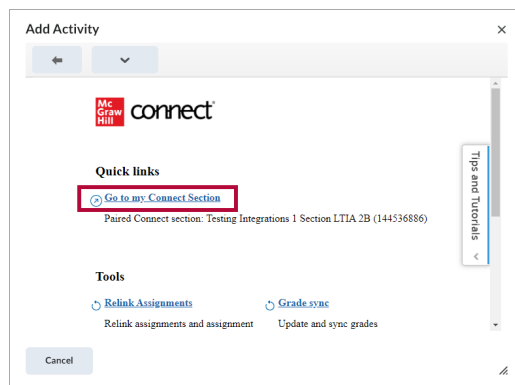 Add Activity
Mc
Graw
Hill
connect
Quick links
Go to my Connect Section
Paired Connect section: Testing Integrations 1 Section LTIA 2B (144536886)
Tips and Tutorials
Tools
Relink Assignments
Grade sync
Relink assignments and assignment
Update and sync grades
Cancel